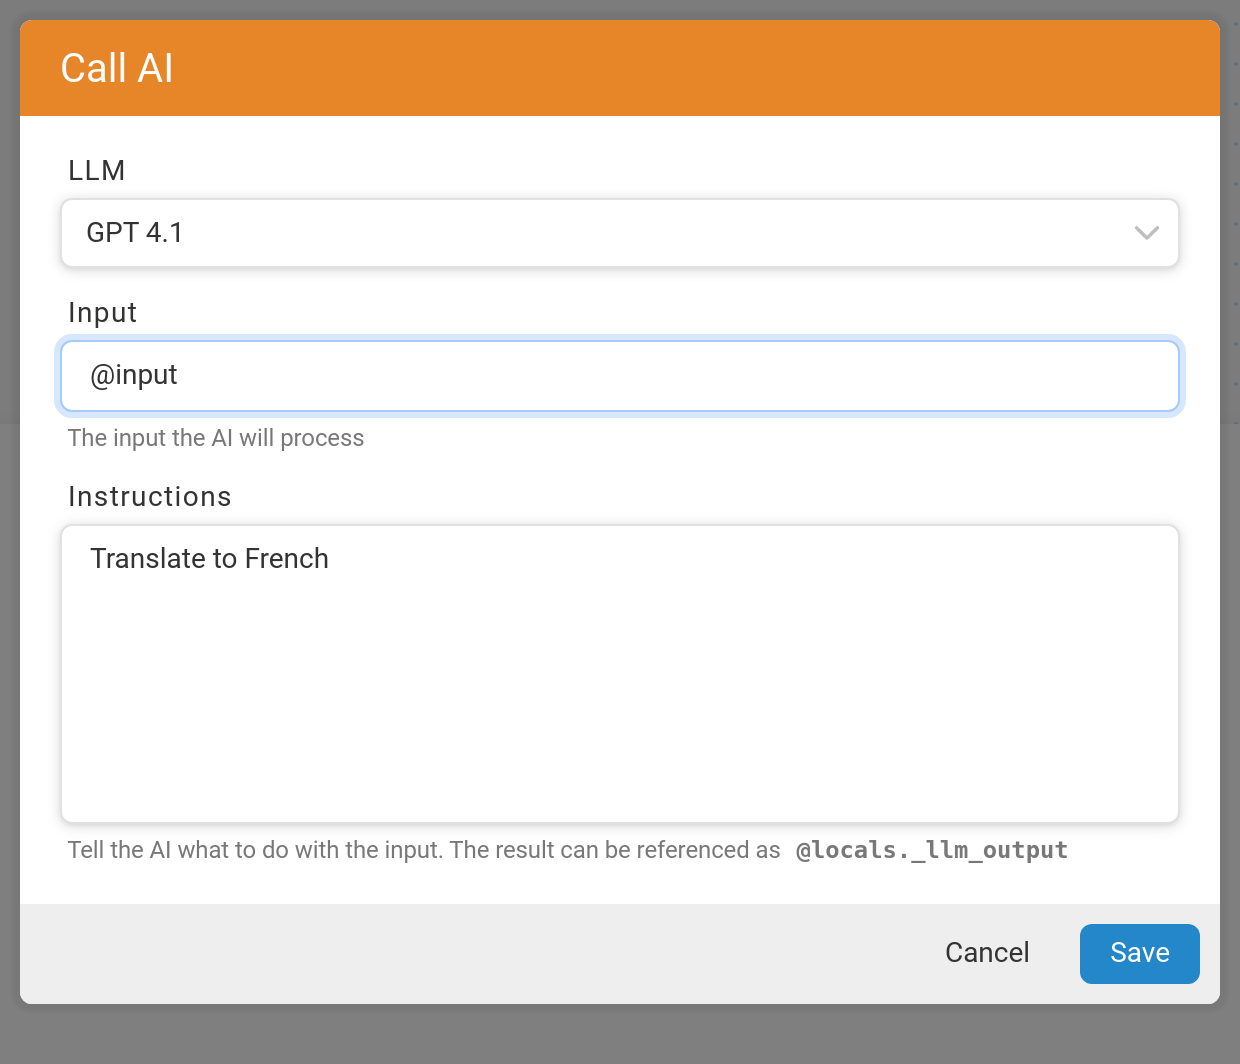 Call AI
LLM
GPT 4.1
Input
@input
The input the AI will process
Instructions
Translate to French
Tell the AI what to do with the input. The result can be referenced as @locals._llm_output
Cancel
Save